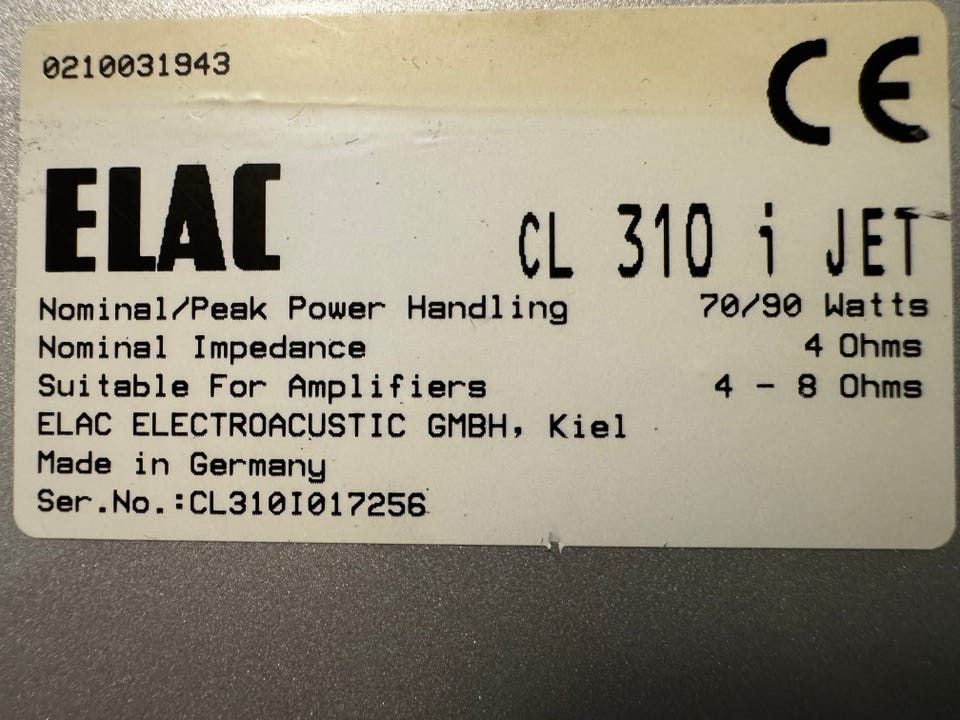 0210031943
CE
ELAC
CL 310 i JET
Nominal/Peak Power Handling 70/90 Watts
Nominal Impedance 4 Ohms
Suitable For Amplifiers 4 - 8 Ohms
ELAC ELECTROACUSTIC GMBH, Kiel
Made in Germany
Ser.No.:CL310I017256